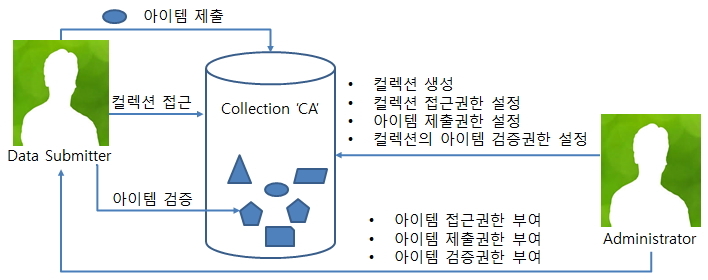 아이템 제출
컬렉션 접근
Collection 'CA'
• 컬렉션 생성
• 컬렉션 접근권한 설정
• 아이템 제출권한 설정
• 컬렉션의 아이템 검증권한 설정
Data Submitter
아이템 검증
• 아이템 접근권한 부여
• 아이템 제출권한 부여
• 아이템 검증권한 부여
Administrator